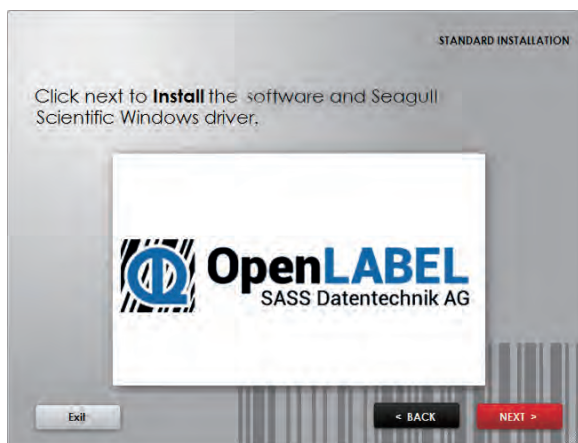 STANDARD INSTALLATION
Click next to Install the software and Seagull
Scientific Windows driver.
OpenLABEL
SASS Datentechnik AG
Exit
< BACK
NEXT >